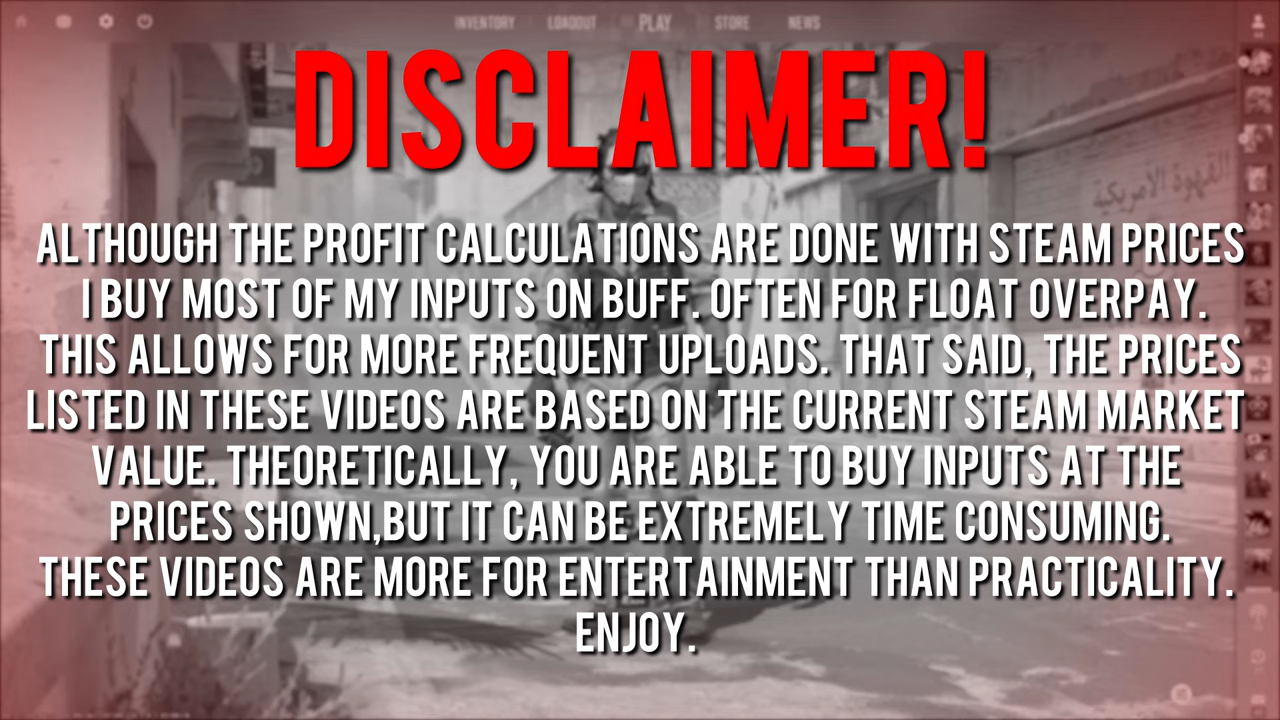 INVENTORY LOADOUT PLAY STORE NEWS
DISCLAIMER!
القهوة الأمريكية
ALTHOUGH THE PROFIT CALCULATIONS ARE DONE WITH STEAM PRICES
I BUY MOST OF MY INPUTS ON BUFF. OFTEN FOR FLOAT OVERPAY.
THIS ALLOWS FOR MORE FREQUENT UPLOADS. THAT SAID, THE PRICES
LISTED IN THESE VIDEOS ARE BASED ON THE CURRENT STEAM MARKET
VALUE. THEORETICALLY, YOU ARE ABLE TO BUY INPUTS AT THE
PRICES SHOWN,BUT IT CAN BE EXTREMELY TIME CONSUMING.
THESE VIDEOS ARE MORE FOR ENTERTAINMENT THAN PRACTICALITY.
ENJOY.